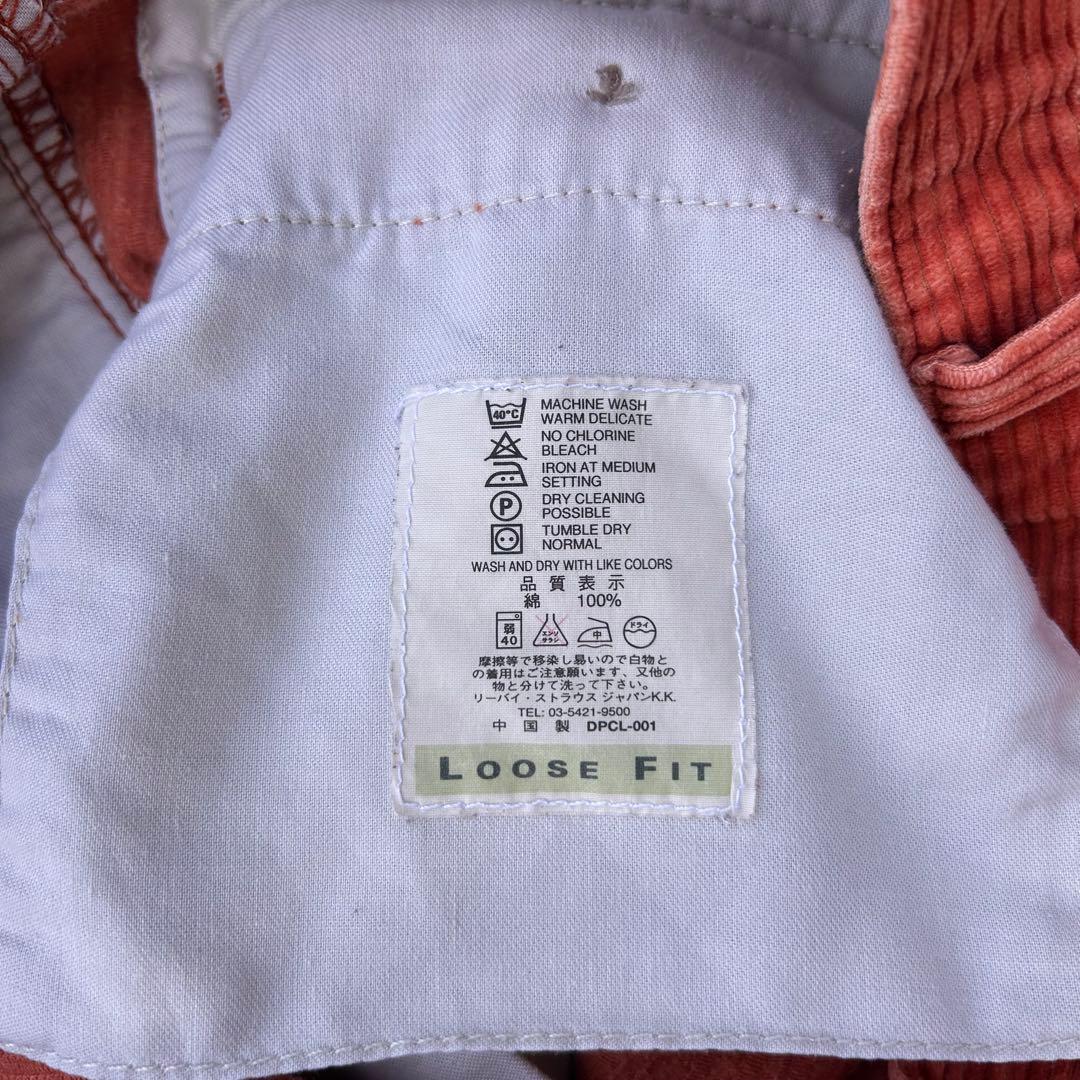 40°C MACHINE WASH
WARM DELICATE
NO CHLORINE
BLEACH
IRON AT MEDIUM
SETTING
P DRY CLEANING
POSSIBLE
TUMBLE DRY
NORMAL
WASH AND DRY WITH LIKE COLORS
品質表示
綿 100%
弱 40 エンソ サラシ 中 ドライ
摩擦等で移染し易いので白物と
の着用はご注意願います、又他の
物と分けて洗って下さい。
リーバイ・ストラウス ジャパンK.K.
TEL: 03-5421-9500
中国製 DPCL-001
LOOSE FIT